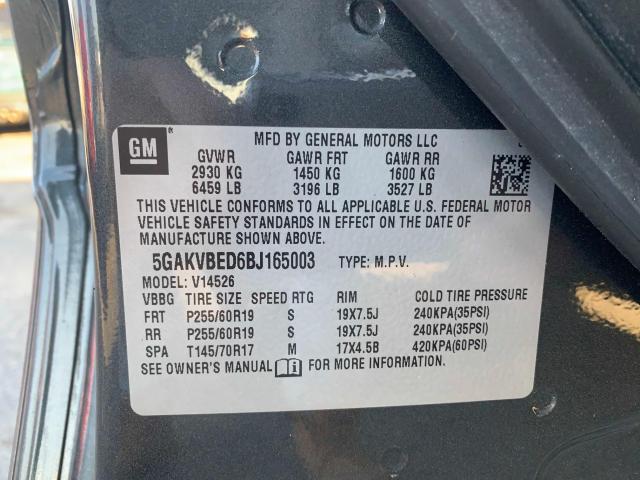 GM
MFD BY GENERAL MOTORS LLC
GVWR GAWR FRT GAWR RR
2930 KG 1450 KG 1600 KG
6459 LB 3196 LB 3527 LB
THIS VEHICLE CONFORMS TO ALL APPLICABLE U.S. FEDERAL MOTOR
VEHICLE SAFETY STANDARDS IN EFFECT ON THE DATE OF
MANUFACTURE SHOWN ABOVE.
5GAKVBED6BJ165003 TYPE: M.P.V.
MODEL: V14526
VBBG TIRE SIZE SPEED RTG RIM COLD TIRE PRESSURE
FRT P255/60R19 S 19X7.5J 240KPA(35PSI)
RR P255/60R19 S 19X7.5J 240KPA(35PSI)
SPA T145/70R17 M 17X4.5B 420KPA(60PSI)
SEE OWNER'S MANUAL FOR MORE INFORMATION.